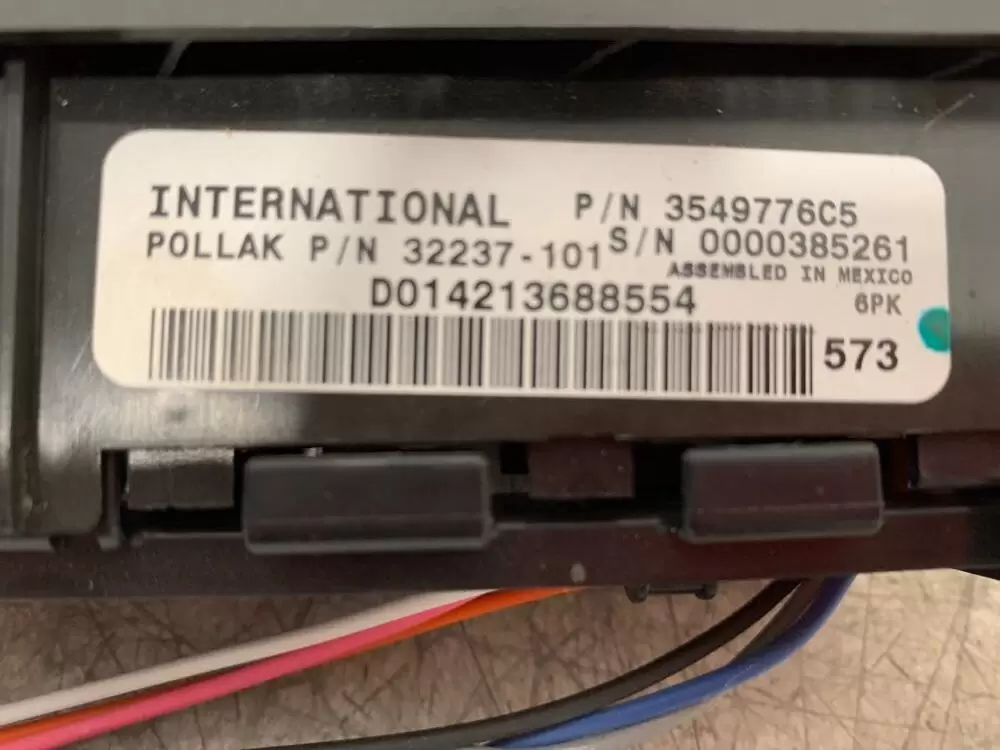 INTERNATIONAL P/N 3549776C5
POLLAK P/N 32237-101 S/N 0000385261
ASSEMBLED IN MEXICO
D014213688554 6PK
573